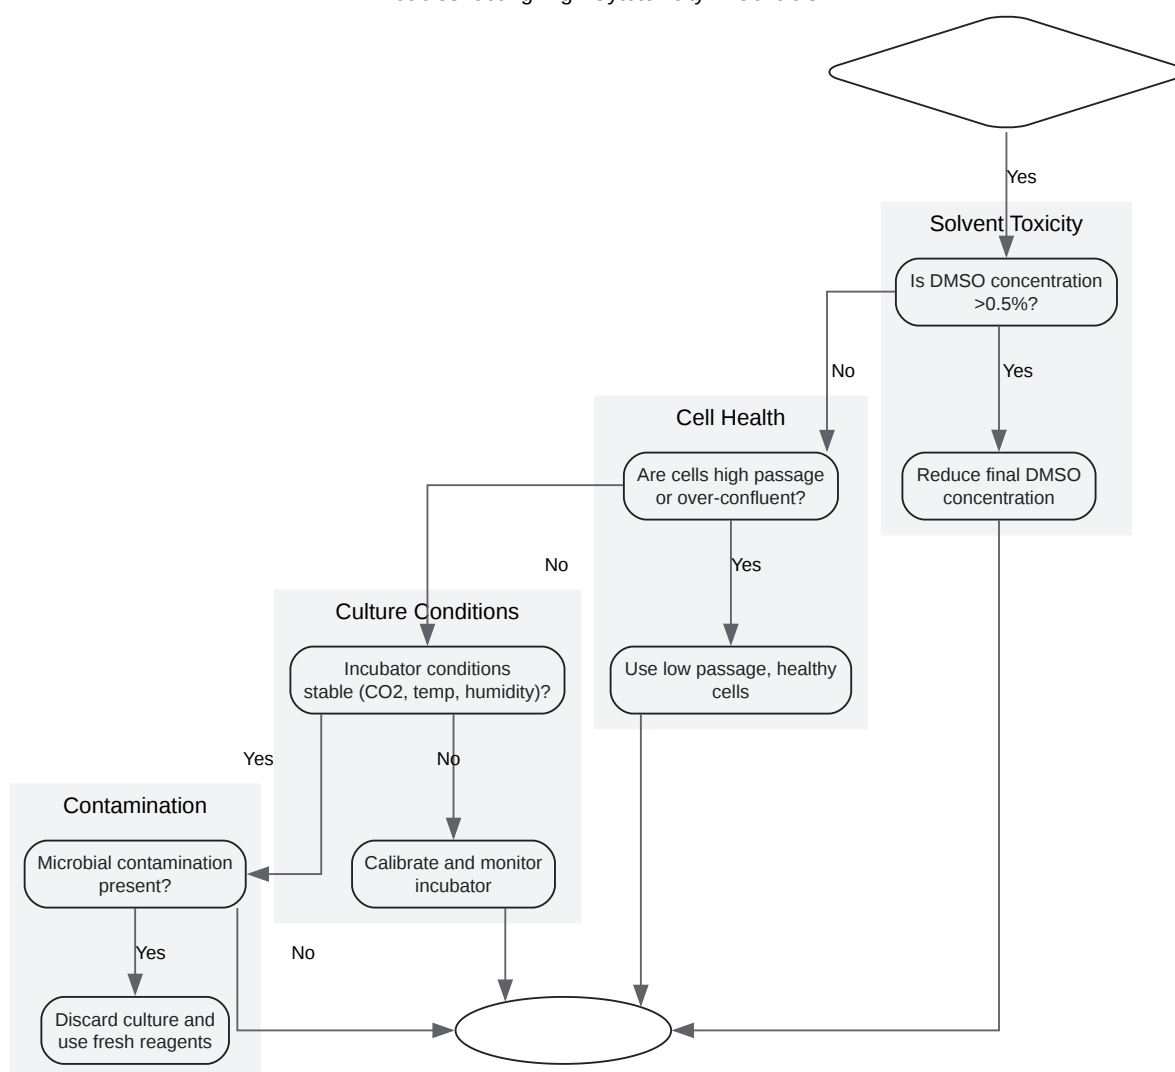 Yes
Solvent Toxicity
Is DMSO concentration
>0.5%?
No
Yes
Cell Health
Are cells high passage
or over-confluent?
Reduce final DMSO
concentration
No
Yes
Culture Conditions
Incubator conditions
stable (CO2, temp, humidity)?
Use low passage, healthy
cells
Yes
No
Contamination
Microbial contamination
present?
Calibrate and monitor
incubator
Yes
No
Discard culture and
use fresh reagents